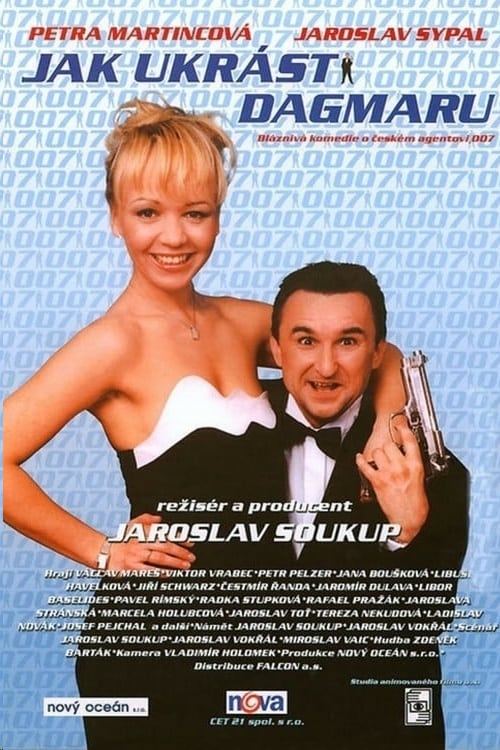 PETRA MARTINCOVÁ JAROSLAV SYPAL
JAK UKRÁST
DAGMARU
Bláznivá komedie o českém agentovi 007
režisér a producent
JAROSLAV SOUKUP
Hrají VÁCLAV MAREŠ*VIKTOR VRABEC*PETR PELZER*JANA BOUŠKOVÁ*LIBUŠE
HAVELKOVÁ*JIŘÍ SCHWARZ*ČESTMÍR ŘANDA*JAROMÍR DULAVA*LIBOR
BASELIDES*PAVEL RÍMSKÝ*RADKA STUPKOVÁ*RAFAEL PRAŽÁK*JAROSLAVA
STRÁNSKÁ*MARCELA HOLUBCOVÁ*JAROSLAV TOŤ*TEREZA NEKUDOVÁ*LADISLAV
NOVÁK*JOSEF PEJCHAL a další*Námět JAROSLAV SOUKUP*JAROSLAV VOKŘÁL*Scénář
JAROSLAV SOUKUP*JAROSLAV VOKŘÁL*MIROSLAV VAIC*Hudba ZDENĚK
BARTÁK*Kamera VLADIMÍR HOLOMEK*Produkce NOVÝ OCEÁN s.r.o.*
Distribuce FALCON a.s.
Studio animovaného filmu
nový oceán s.r.o.
nova
CET 21 spol. s r.o.